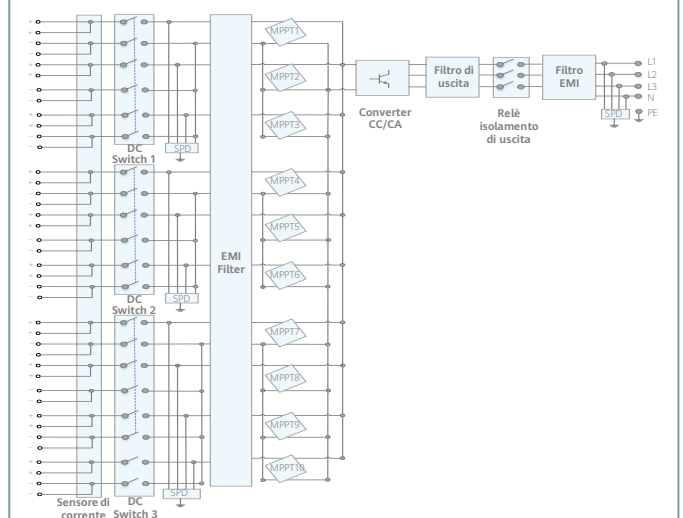 MPPT1
MPPT2
MPPT3
SPD
DC
Switch 1
MPPT4
MPPT5
MPPT6
SPD
DC
Switch 2
MPPT7
MPPT8
MPPT9
MPPT10
SPD
Sensore di
corrente
DC
Switch 3
EMI
Filter
Converter
CC/CA
Filtro di
uscita
Relè
isolamento
di uscita
Filtro
EMI
SPD
L1
L2
L3
N
PE